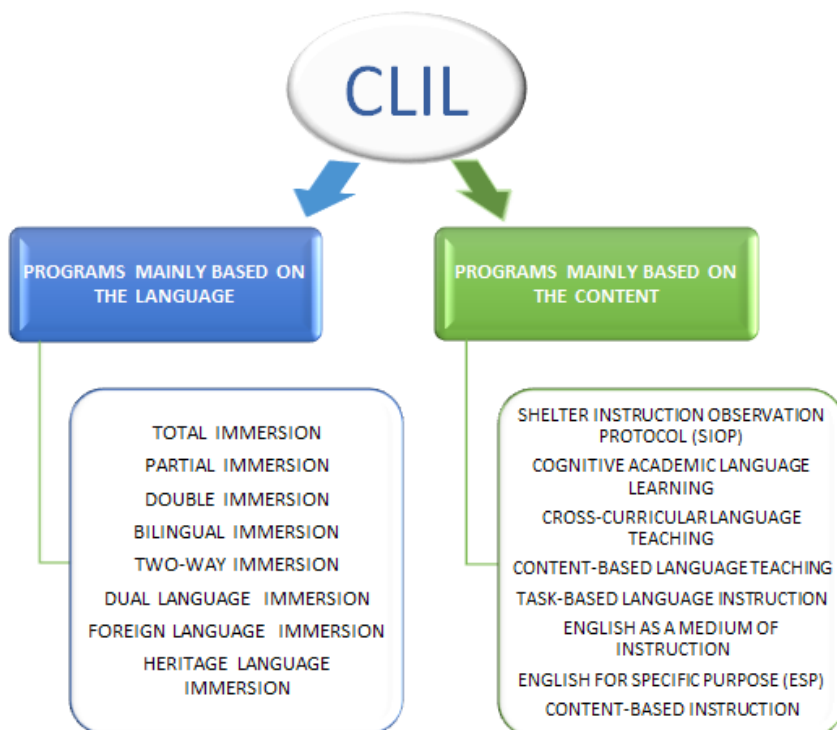 CLIL
PROGRAMS MAINLY BASED ON
THE LANGUAGE
PROGRAMS MAINLY BASED ON
THE CONTENT
TOTAL IMMERSION
PARTIAL IMMERSION
DOUBLE IMMERSION
BILINGUAL IMMERSION
TWO-WAY IMMERSION
DUAL LANGUAGE IMMERSION
FOREIGN LANGUAGE IMMERSION
HERITAGE LANGUAGE
IMMERSION
SHELTER INSTRUCTION OBSERVATION
PROTOCOL (SIOP)
COGNITIVE ACADEMIC LANGUAGE
LEARNING
CROSS-CURRICULAR LANGUAGE
TEACHING
CONTENT-BASED LANGUAGE TEACHING
TASK-BASED LANGUAGE INSTRUCTION
ENGLISH AS A MEDIUM OF
INSTRUCTION
ENGLISH FOR SPECIFIC PURPOSE (ESP)
CONTENT-BASED INSTRUCTION